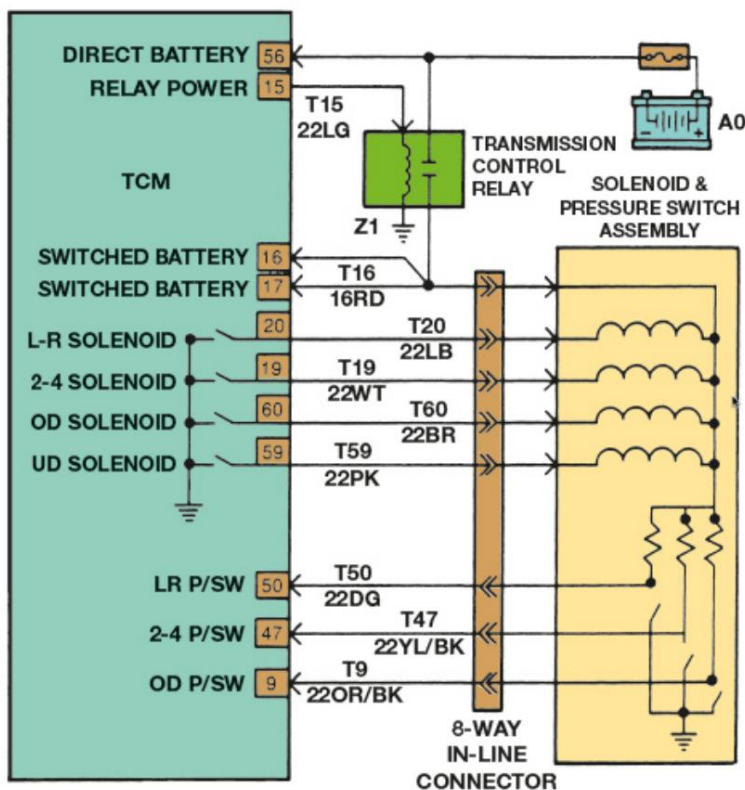 DIRECT BATTERY 56
RELAY POWER 15
T15
22LG
A0
TCM
TRANSMISSION
CONTROL
RELAY
Z1
SOLENOID &
PRESSURE SWITCH
ASSEMBLY
SWITCHED BATTERY 16
SWITCHED BATTERY 17
T16
16RD
L-R SOLENOID 20
T20
22LB
2-4 SOLENOID 19
T19
22WT
OD SOLENOID 60
T60
22BR
UD SOLENOID 59
T59
22PK
LR P/SW 50
T50
22DG
2-4 P/SW 47
T47
22YL/BK
OD P/SW 9
T9
22OR/BK
8-WAY
IN-LINE
CONNECTOR